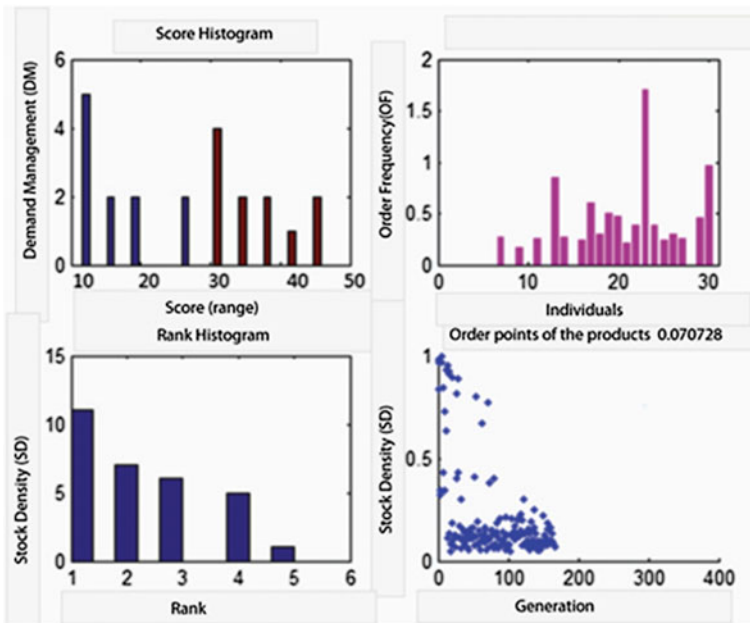 Score Histogram
Demand Management (DM)
6
4
2
0
10 20 30 40 50
Score (range)
Order Frequency(OF)
2
1.5
1
0.5
0
0 10 20 30
Individuals
Rank Histogram
Stock Density (SD)
15
10
5
0
1 2 3 4 5 6
Rank
Order points of the products 0.070728
Stock Density (SD)
1
0.5
0
0 100 200 300 400
Generation